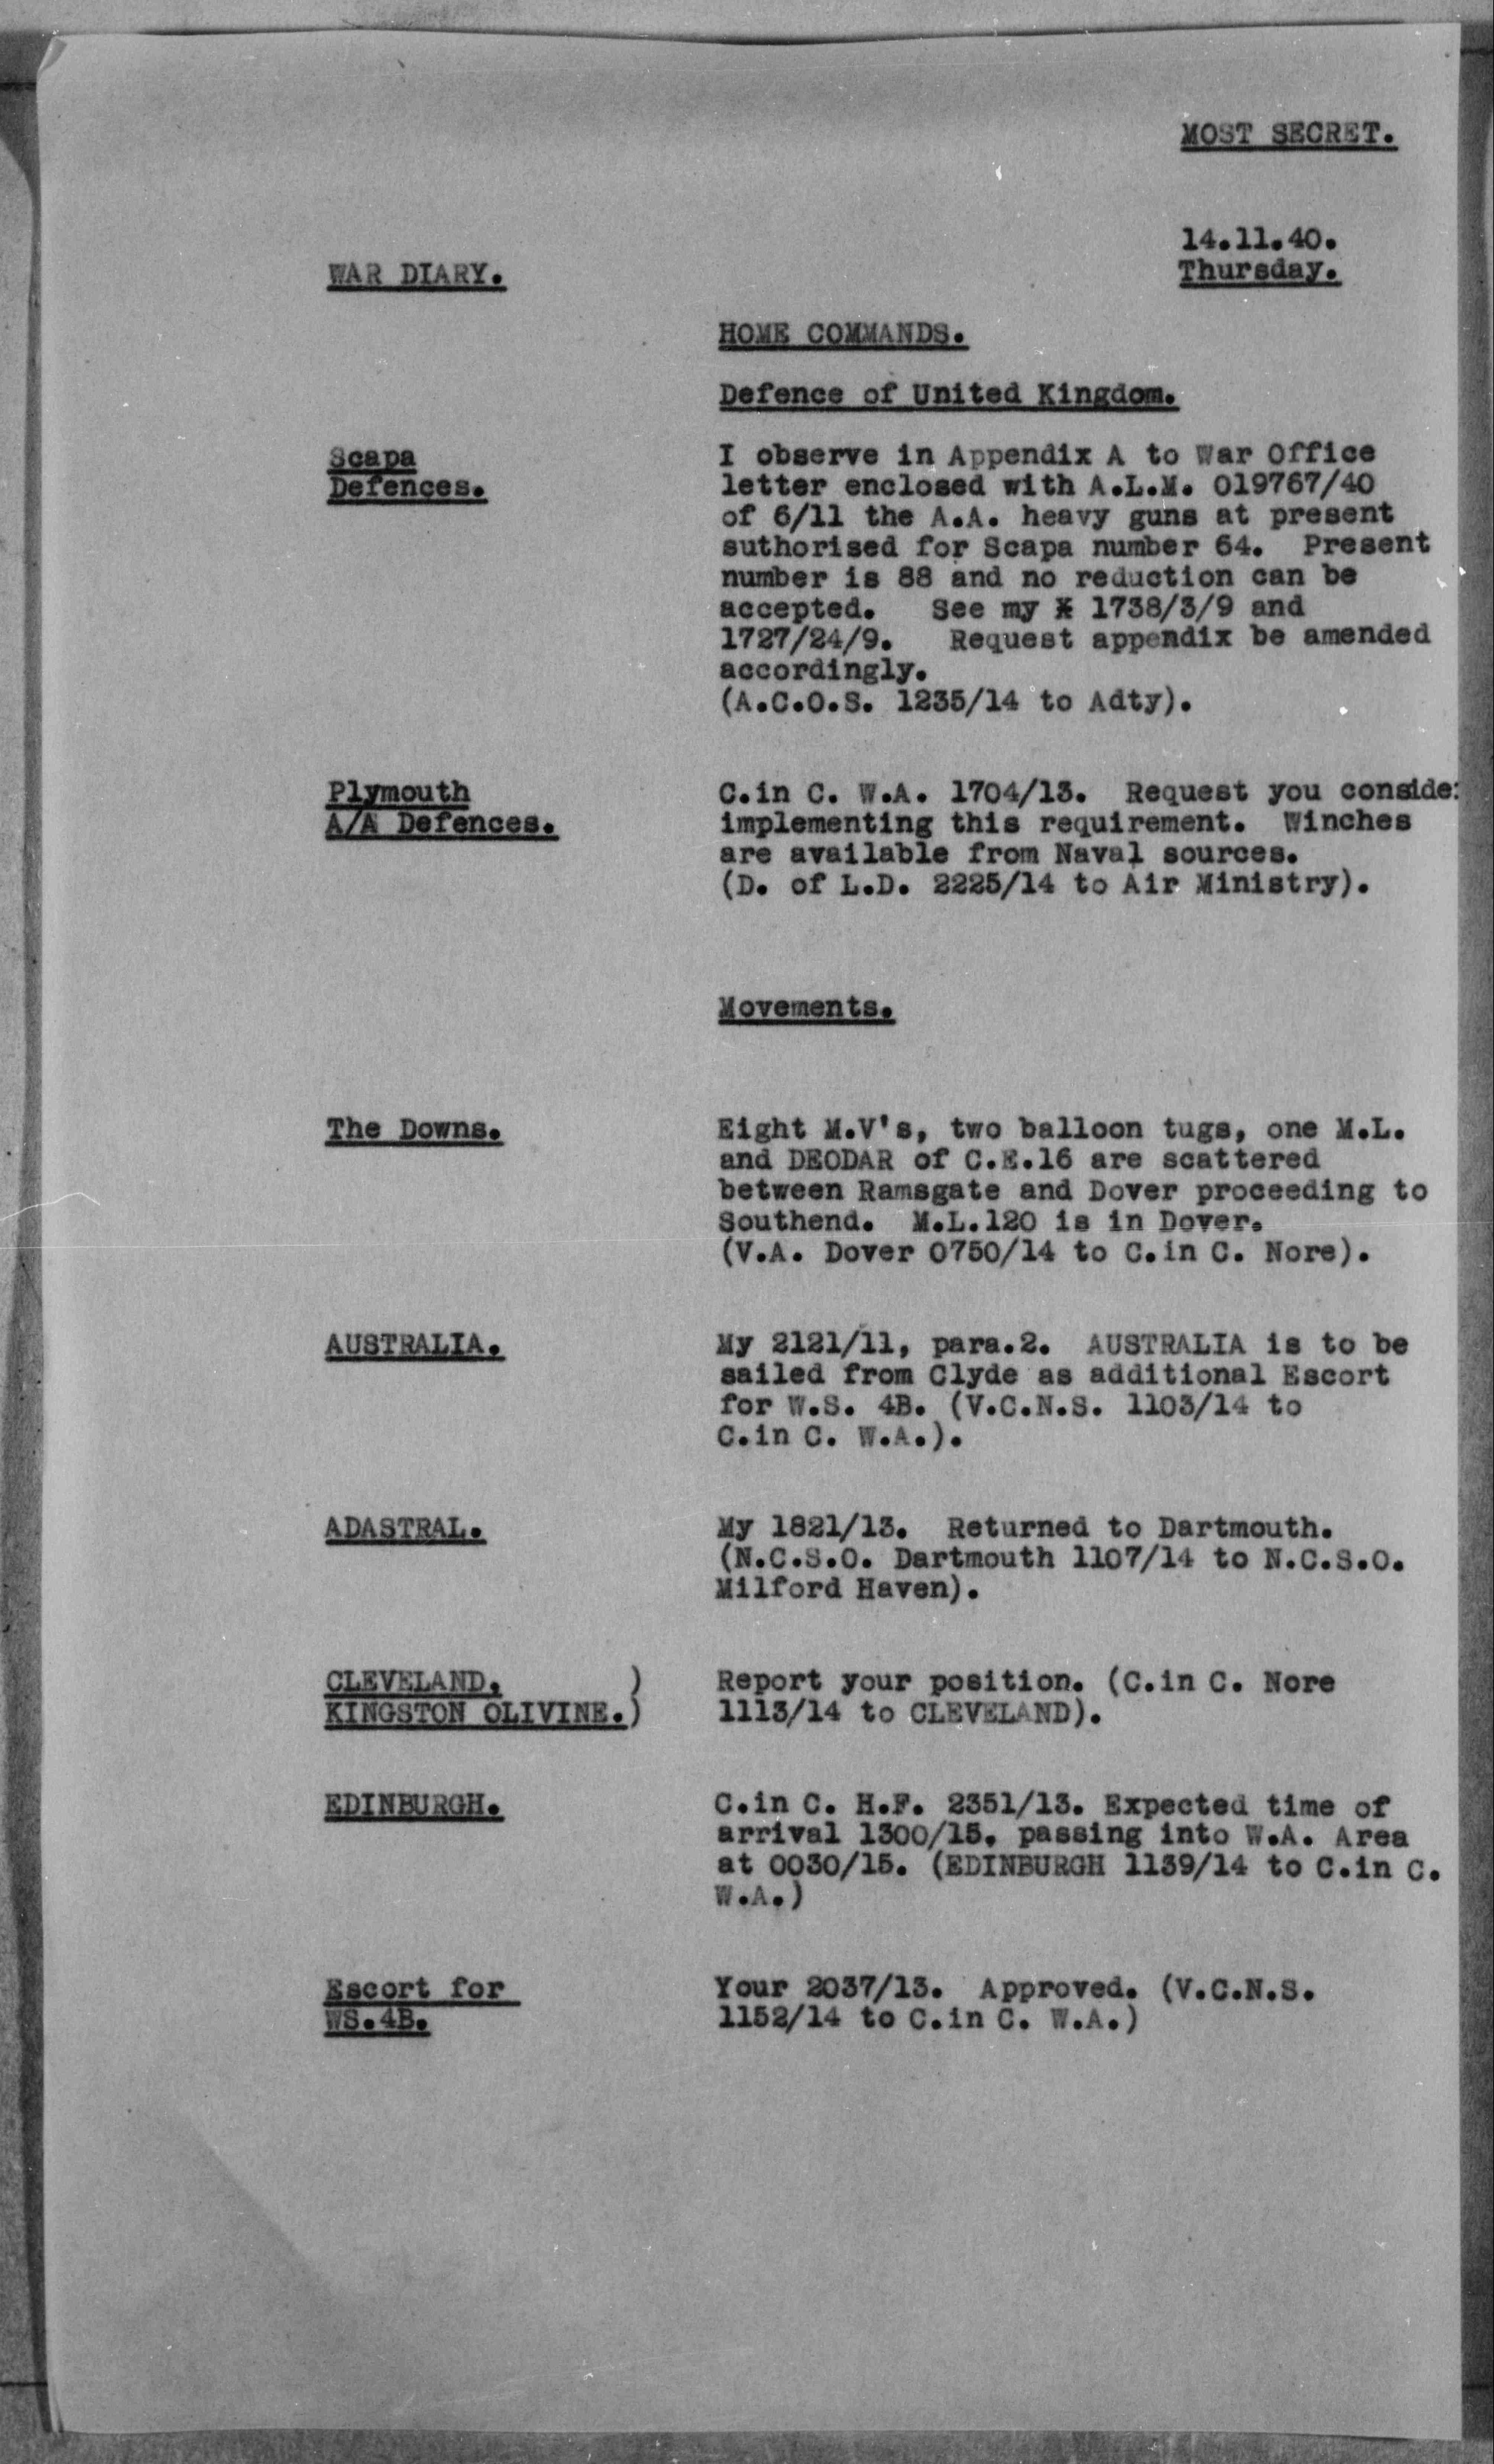 MOST SECRET.
14.11.40.
WAR DIARY.
Thursday.
HOME COMMANDS.
Defence of United Kingdom.
Scapa
Defences.
I observe in Appendix A to War Office
letter enclosed with A.L.M. 019767/40
of 6/11 the A.A. heavy guns at present
suthorised for Scapa number 64. Present
number is 88 and no reduction can be
accepted. See my 1738/3/9 and
1727/24/9. Request appendix be amended
accordingly.
(A.C.O.S. 1235/14 to Adty).
Plymouth
A/A Defences.
C.in C. W.A. 1704/13. Request you conside
implementing this requirement. Winches
are available from Naval sources.
(D. of L.D. 2225/14 to Air Ministry).
Movements.
The Downs.
Eight M.V's, two balloon tugs, one M.L.
and DEODAR of C.E.16 are scattered
between Ramsgate and Dover proceeding to
Southend. M.L.120 is in Dover.
(V.A. Dover 0750/14 to C.in C. Nore).
AUSTRALIA.
My 2121/11, para.2. AUSTRALIA is to be
sailed from Clyde as additional Escort
for W.S. 4B. (V.C.N.S. 1103/14 to
C.in C. W.A.).
ADASTRAL.
My 1821/13. Returned to Dartmouth.
(N.C.S.O. Dartmouth 1107/14 to N.C.S.O.
Milford Haven).
CLEVELAND. )
KINGSTON OLIVINE.)
Report your position. (C.in C. Nore
1113/14 to CLEVELAND).
EDINBURGH.
C.in C. H.F. 2351/13. Expected time of
arrival 1300/15, passing into W.A. Area
at 0030/15. (EDINBURGH 1139/14 to C.in C.
W.A.)
Escort for
WS.4B.
Your 2037/13. Approved. (V.C.N.S.
1152/14 to C.in C. W.A.)